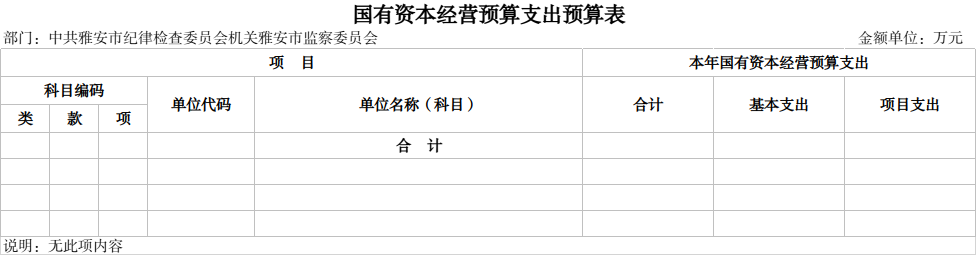 国有资本经营预算支出预算表
部门：中共雅安市纪律检查委员会机关雅安市监察委员会 金额单位：万元
项 目 本年国有资本经营预算支出
科目编码 单位代码 单位名称（科目） 合计 基本支出 项目支出
类 款 项
合 计
说明：无此项内容